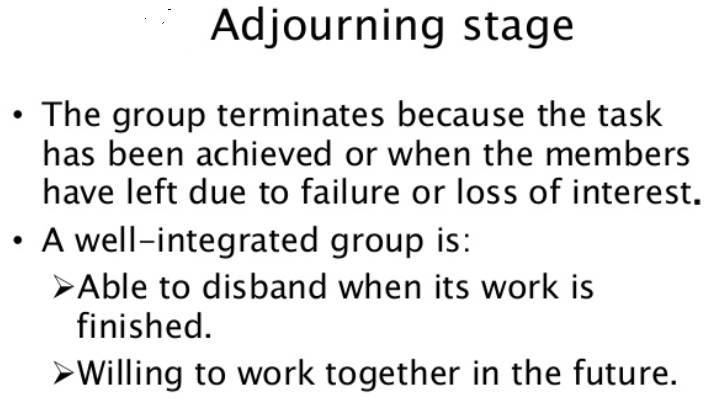 Adjourning stage
• The group terminates because the task
has been achieved or when the members
have left due to failure or loss of interest.
• A well-integrated group is:
➢Able to disband when its work is
finished.
➢Willing to work together in the future.